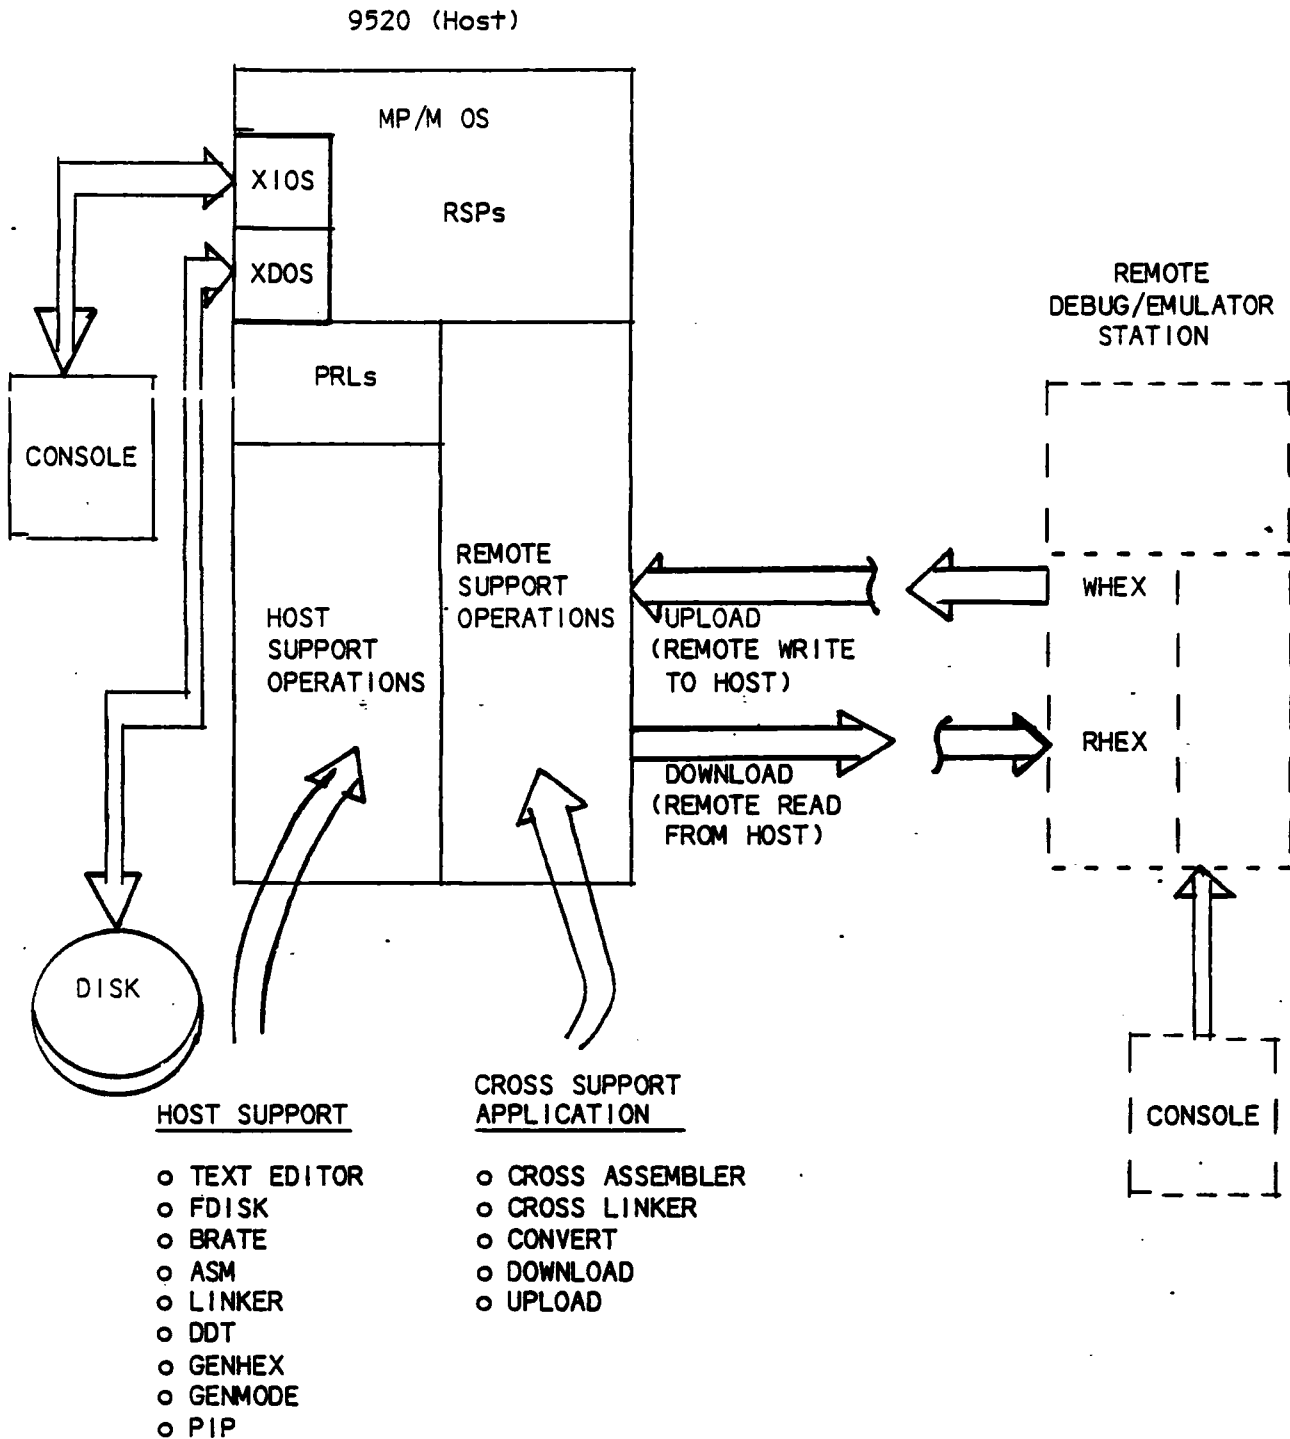 9520 (Host)
MP/M OS
XIOS
RSPs
XDOS
PRLs
CONSOLE
REMOTE
DEBUG/EMULATOR
STATION
HOST
SUPPORT
OPERATIONS
REMOTE
SUPPORT
OPERATIONS
UPLOAD
(REMOTE WRITE
TO HOST)
WHEX
DOWNLOAD
(REMOTE READ
FROM HOST)
RHEX
DISK
CONSOLE
HOST SUPPORT
o TEXT EDITOR
o FDISK
o BRATE
o ASM
o LINKER
o DDT
o GENHEX
o GENMODE
o PIP
CROSS SUPPORT
APPLICATION
o CROSS ASSEMBLER
o CROSS LINKER
o CONVERT
o DOWNLOAD
o UPLOAD